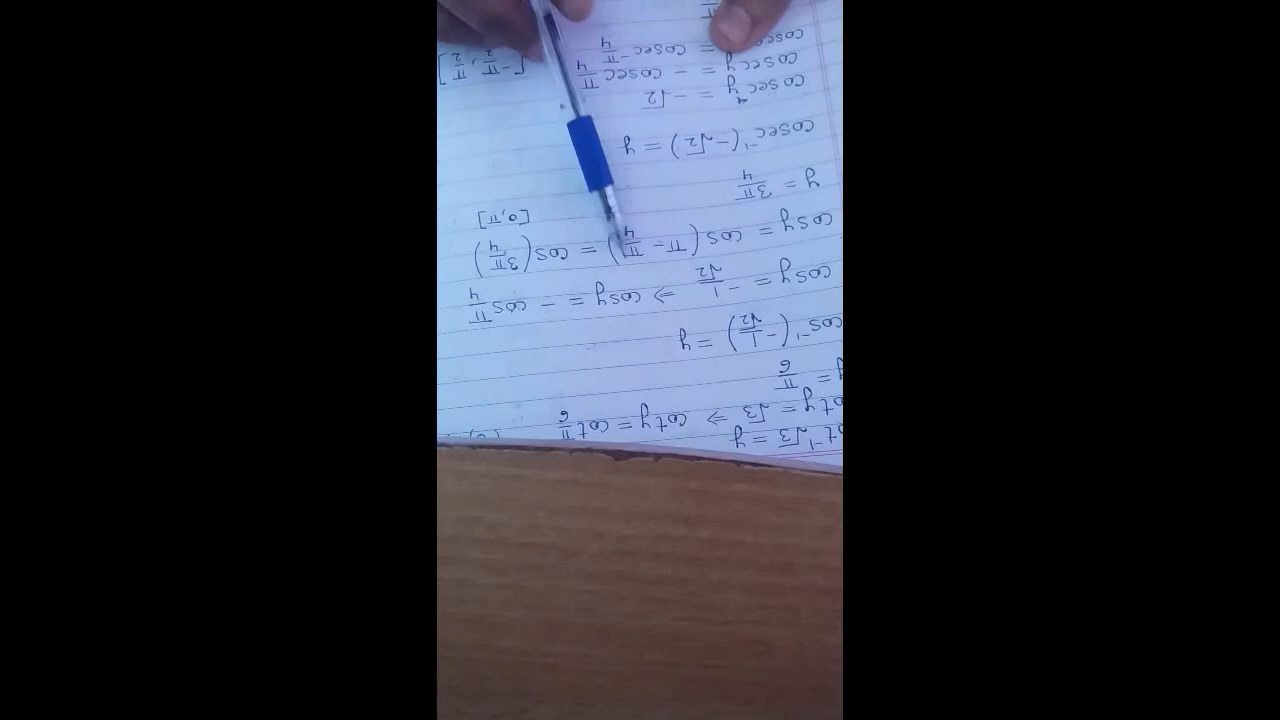 cot⁻¹ √3 = y
cot y = √3 ⇒ cot y = cot π/6
y = π/6
cos⁻¹(-1/√2) = y
cos y = -1/√2 ⇒ cos y = - cos π/4
cos y = cos(π - π/4) = cos(3π/4) [0, π]
y = 3π/4
cosec⁻¹(-√2) = y
cosec y = -√2
cosec y = - cosec π/4
cosec y = cosec -π/4 [-π/2, π/2]